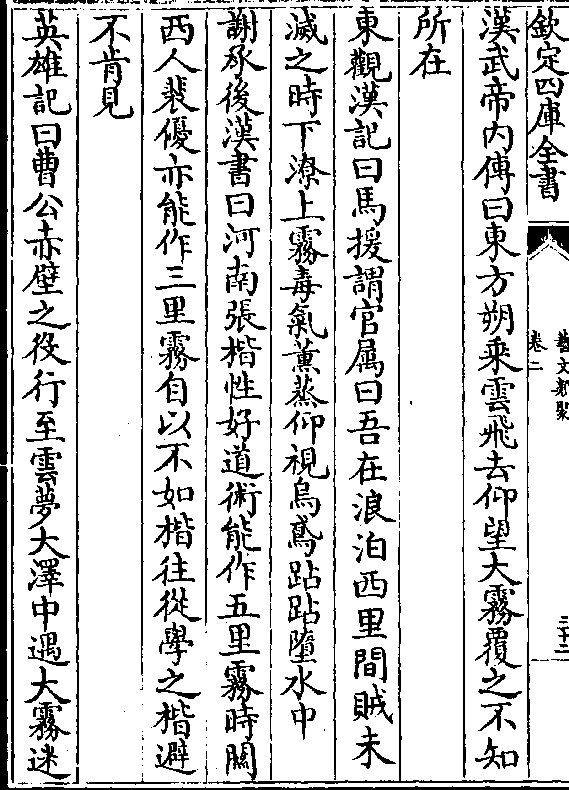 欽定四庫全書
藝文類聚
卷二
二十二
漢武帝内傳曰東方朔乘雲飛去仰望大霧覆之不知
所在
東觀漢記曰馬援謂官属曰吾在浪泊西里間賊未
滅之時下潦上霧毒氣薰蒸仰視烏鳶跕跕墮水中
謝承後漢書曰河南張楷性好道術能作五里霧時闗
西人裴優亦能作三里霧自以不如楷往從學之楷避
不肯見
英雄記曰曹公赤壁之役行至雲夢大澤中遇大霧迷